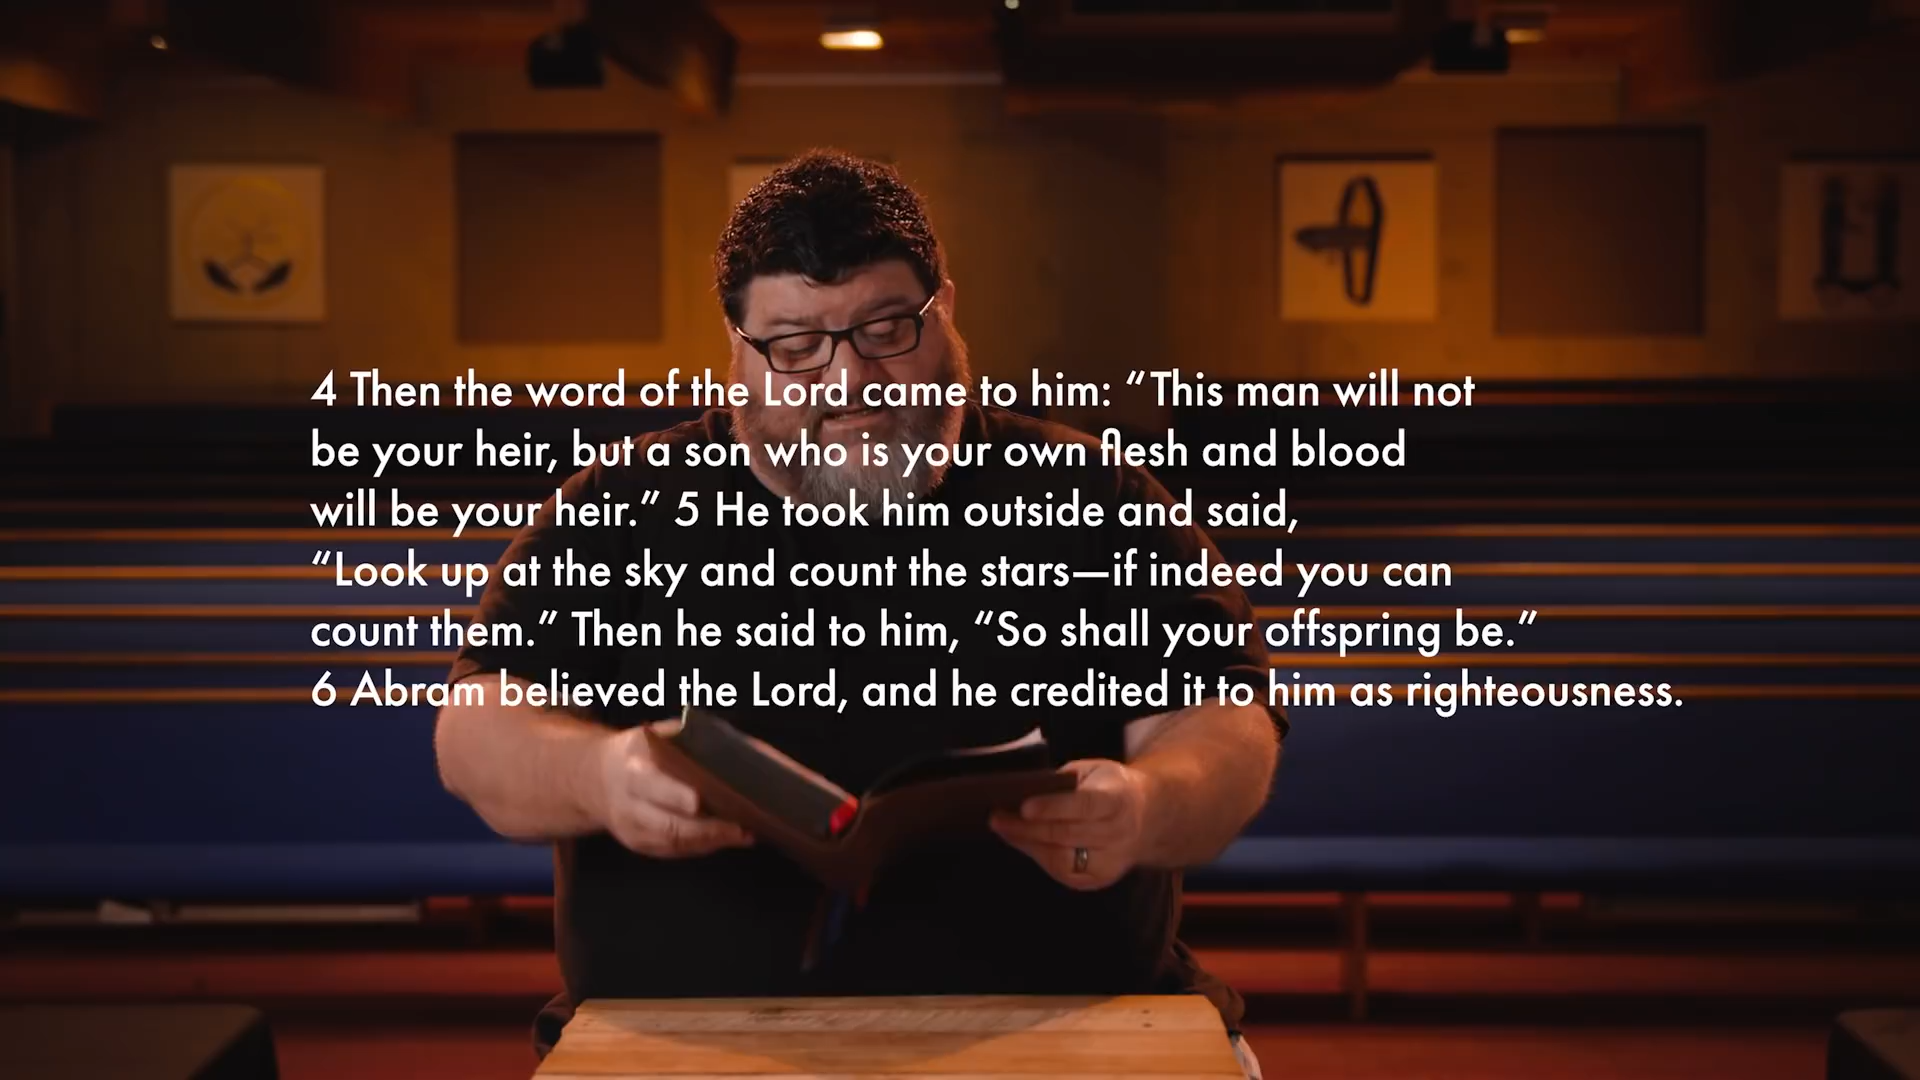 4 Then the word of the Lord came to him: “This man will not
be your heir, but a son who is your own flesh and blood
will be your heir.” 5 He took him outside and said,
“Look up at the sky and count the stars—if indeed you can
count them.” Then he said to him, “So shall your offspring be.”
6 Abram believed the Lord, and he credited it to him as righteousness.